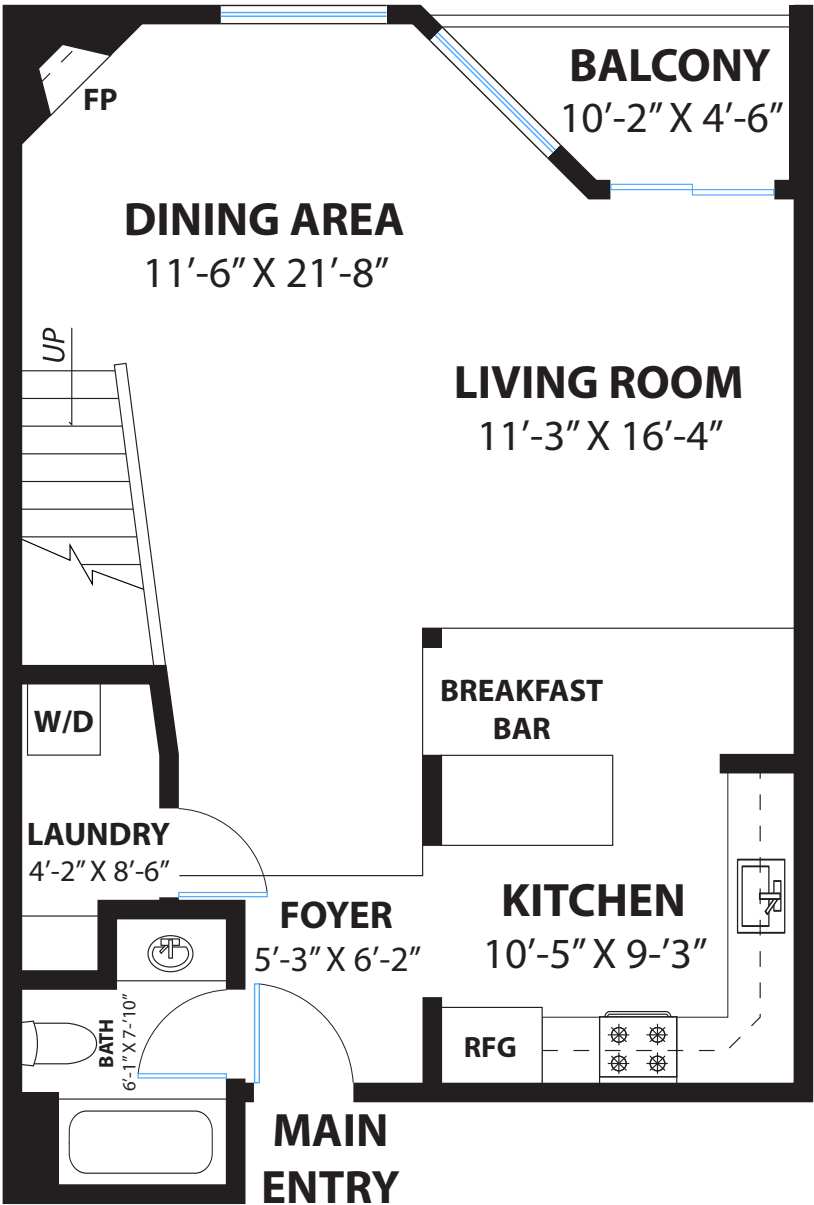 BALCONY
10'-2” X 4'-6”
FP
DINING AREA
11'-6” X 21'-8”
UP
LIVING ROOM
11'-3” X 16'-4”
BREAKFAST
BAR
W/D
LAUNDRY
4'-2” X 8'-6”
FOYER
5'-3” X 6'-2”
KITCHEN
10'-5” X 9-'3”
BATH
6'-1” X 7-'10”
RFG
MAIN
ENTRY